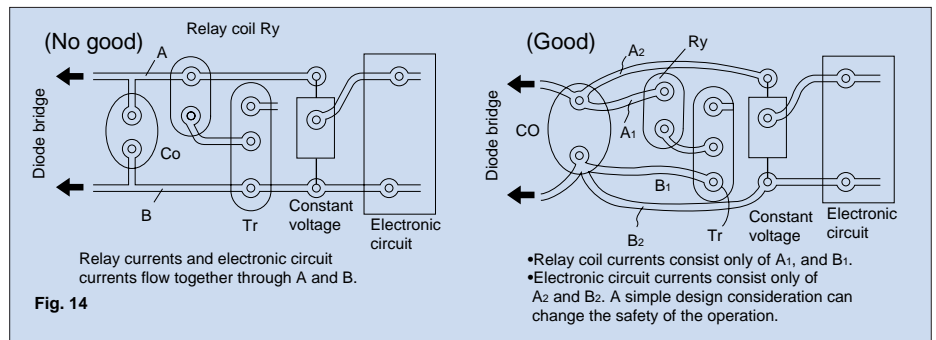 (No good)
Relay coil Ry
A
Diode bridge
Co
B
Tr
Constant
voltage
Electronic
circuit
Relay currents and electronic circuit
currents flow together through A and B.
Fig. 14
(Good)
A2
Ry
Diode bridge
CO
A1
B1
B2
Tr
Constant
voltage
Electronic
circuit
•Relay coil currents consist only of A1, and B1.
•Electronic circuit currents consist only of
A2 and B2. A simple design consideration can
change the safety of the operation.